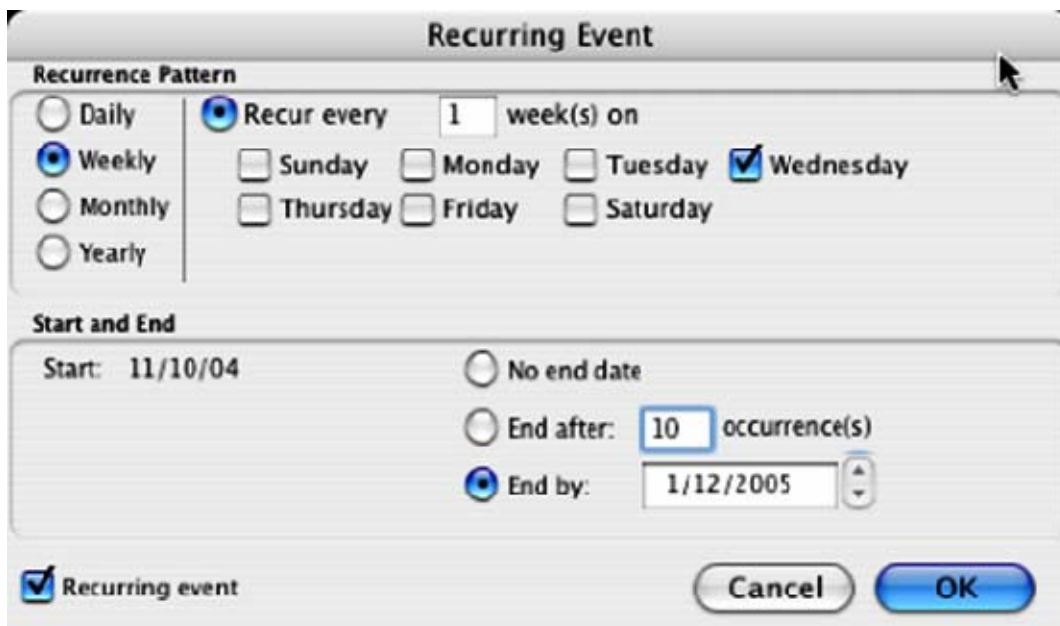 Recurring Event
Recurrence Pattern
Daily
Weekly
Monthly
Yearly
Recur every 1 week(s) on
Sunday Monday Tuesday Wednesday
Thursday Friday Saturday
Start and End
Start: 11/10/04
No end date
End after: 10 occurrence(s)
End by: 1/12/2005
Recurring event
Cancel OK